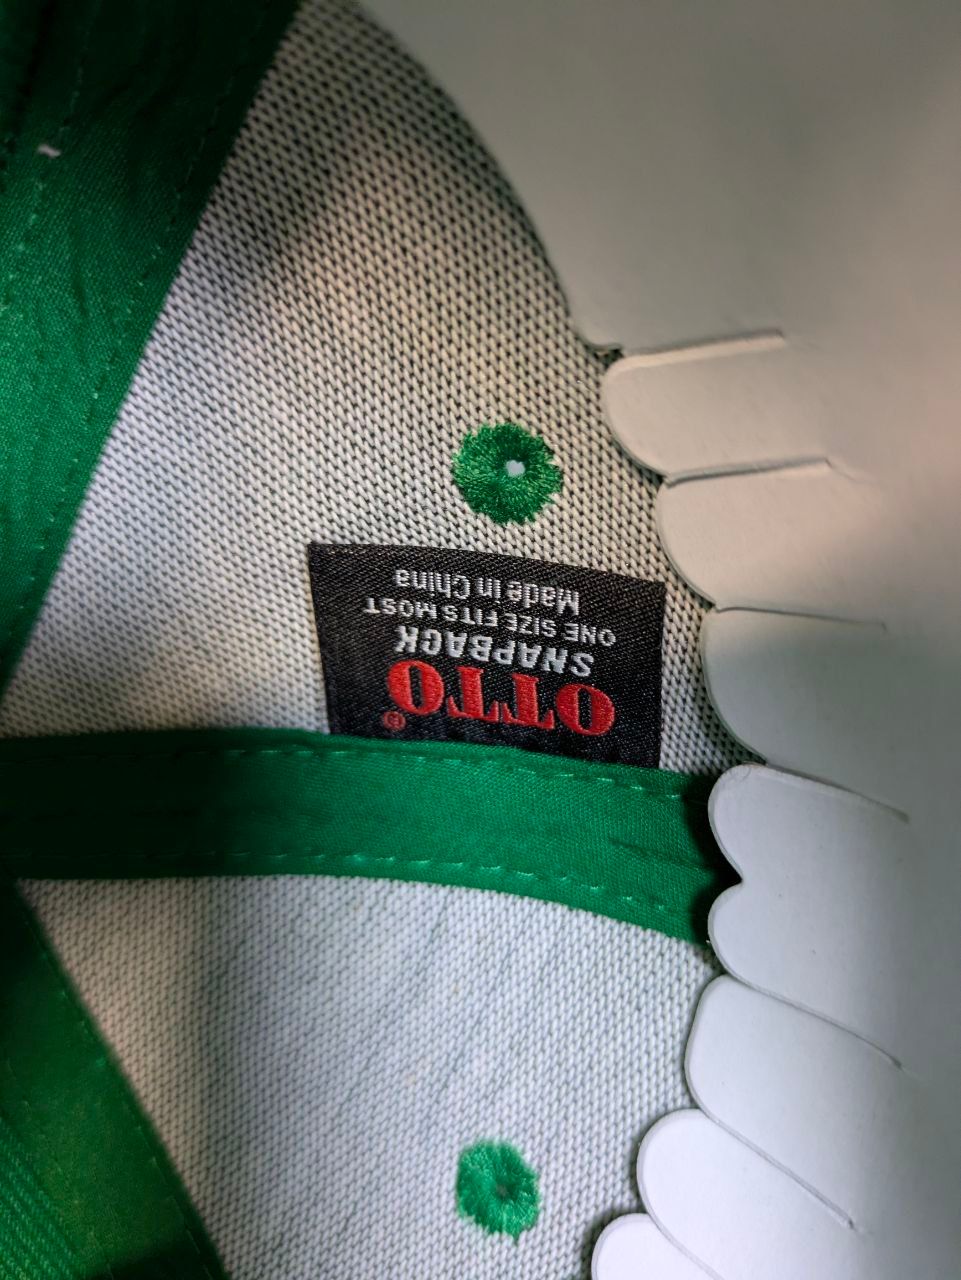 OTTO®
SNAPBACK
ONE SIZE FITS MOST
Made in China